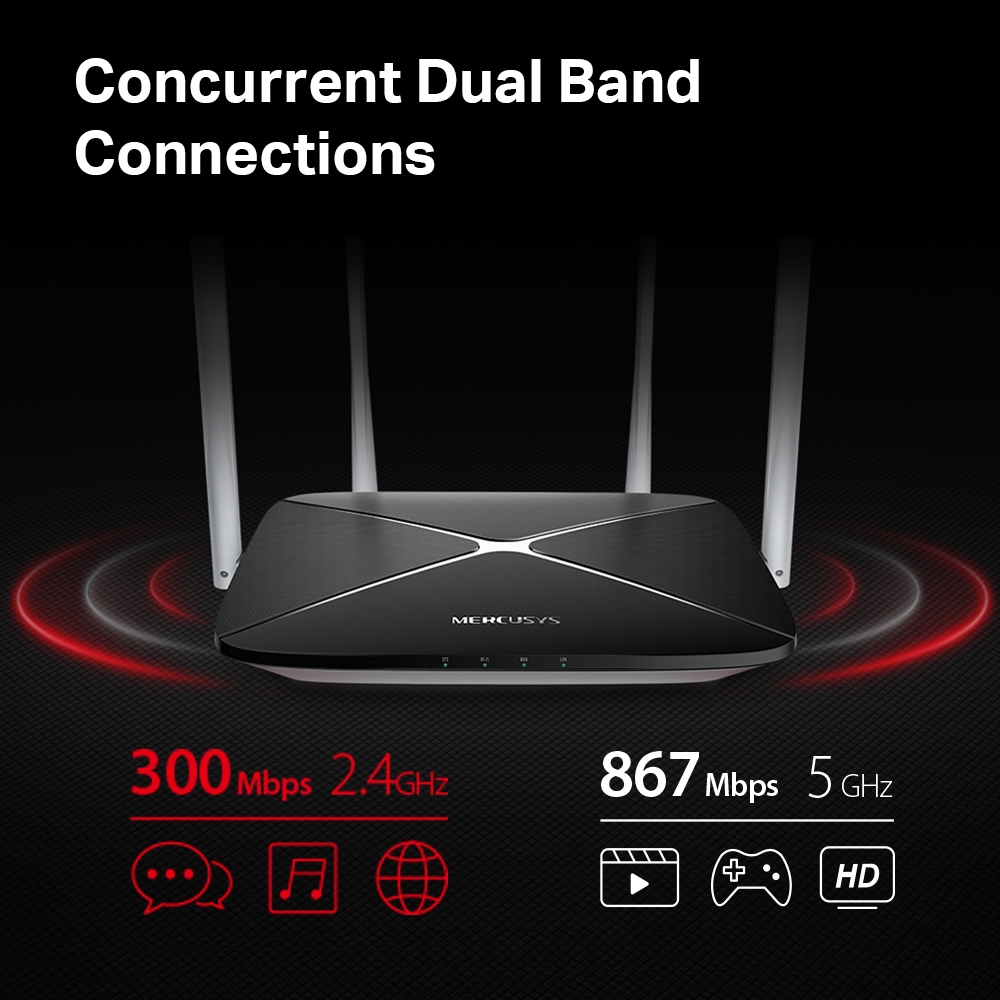 Concurrent Dual Band
Connections
MERCUSYS
300 Mbps 2.4GHz
867 Mbps 5 GHz
HD